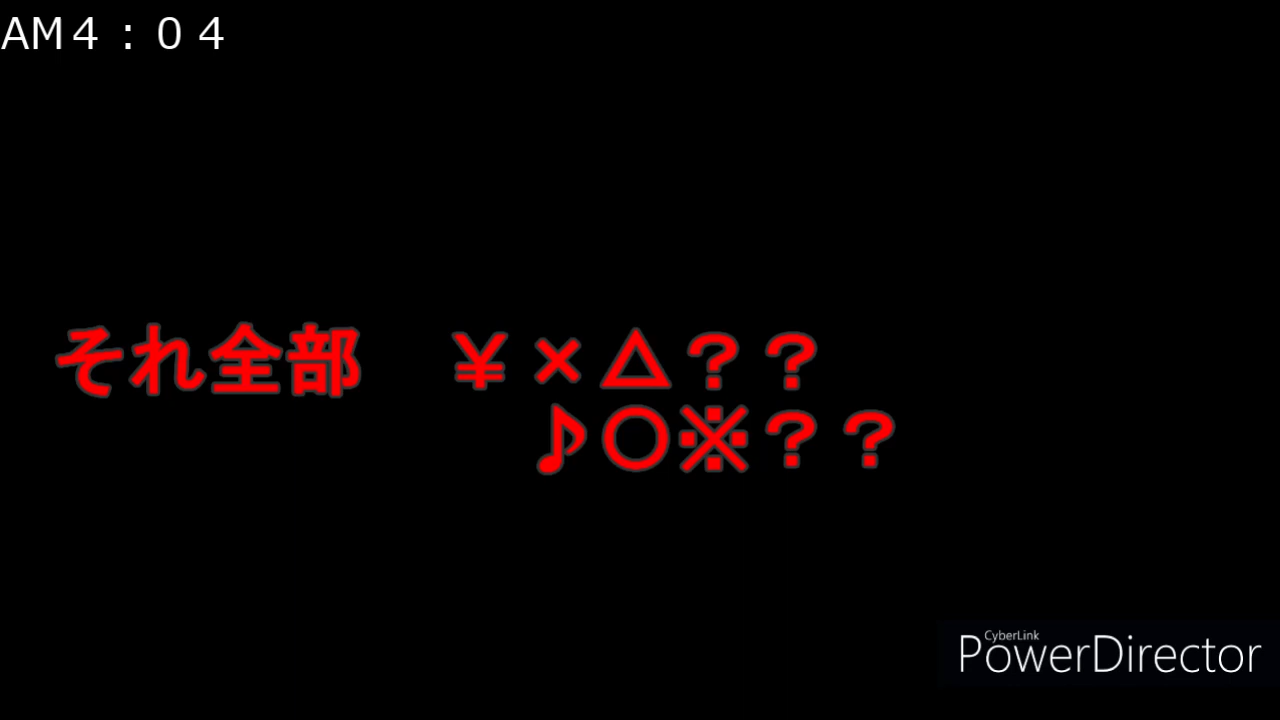 AM４：０４
それ全部　￥×△？？
♪○※？？
CyberLink
PowerDirector